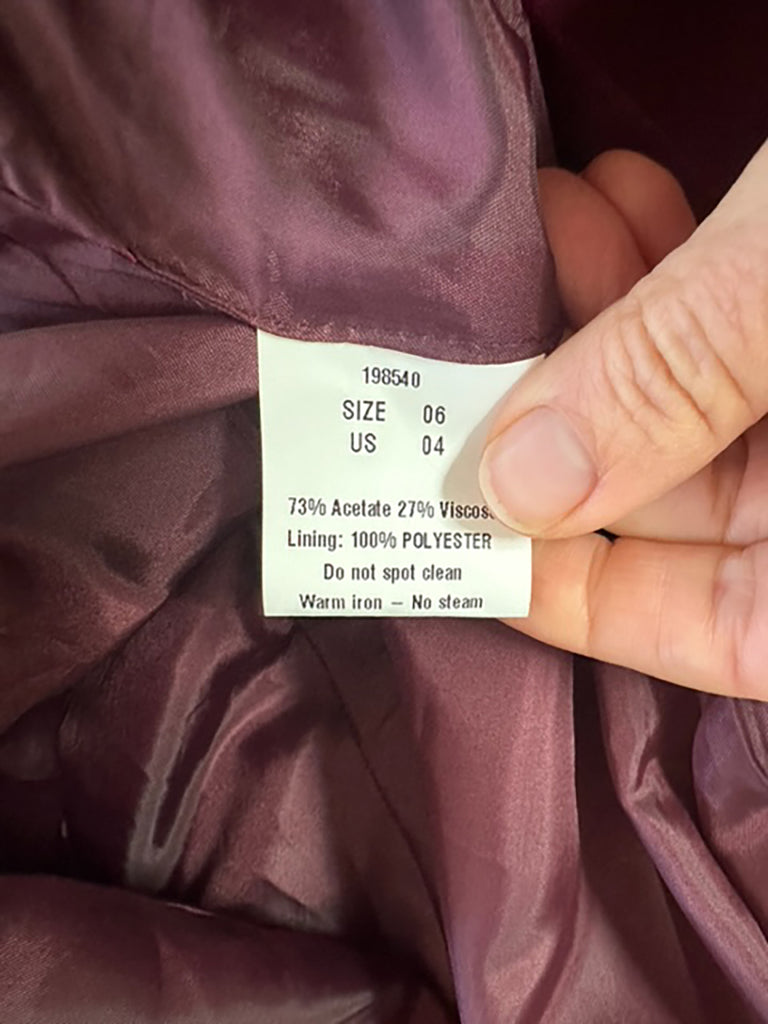 198540
SIZE 06
US 04
73% Acetate 27% Viscose
Lining: 100% POLYESTER
Do not spot clean
Warm iron – No steam